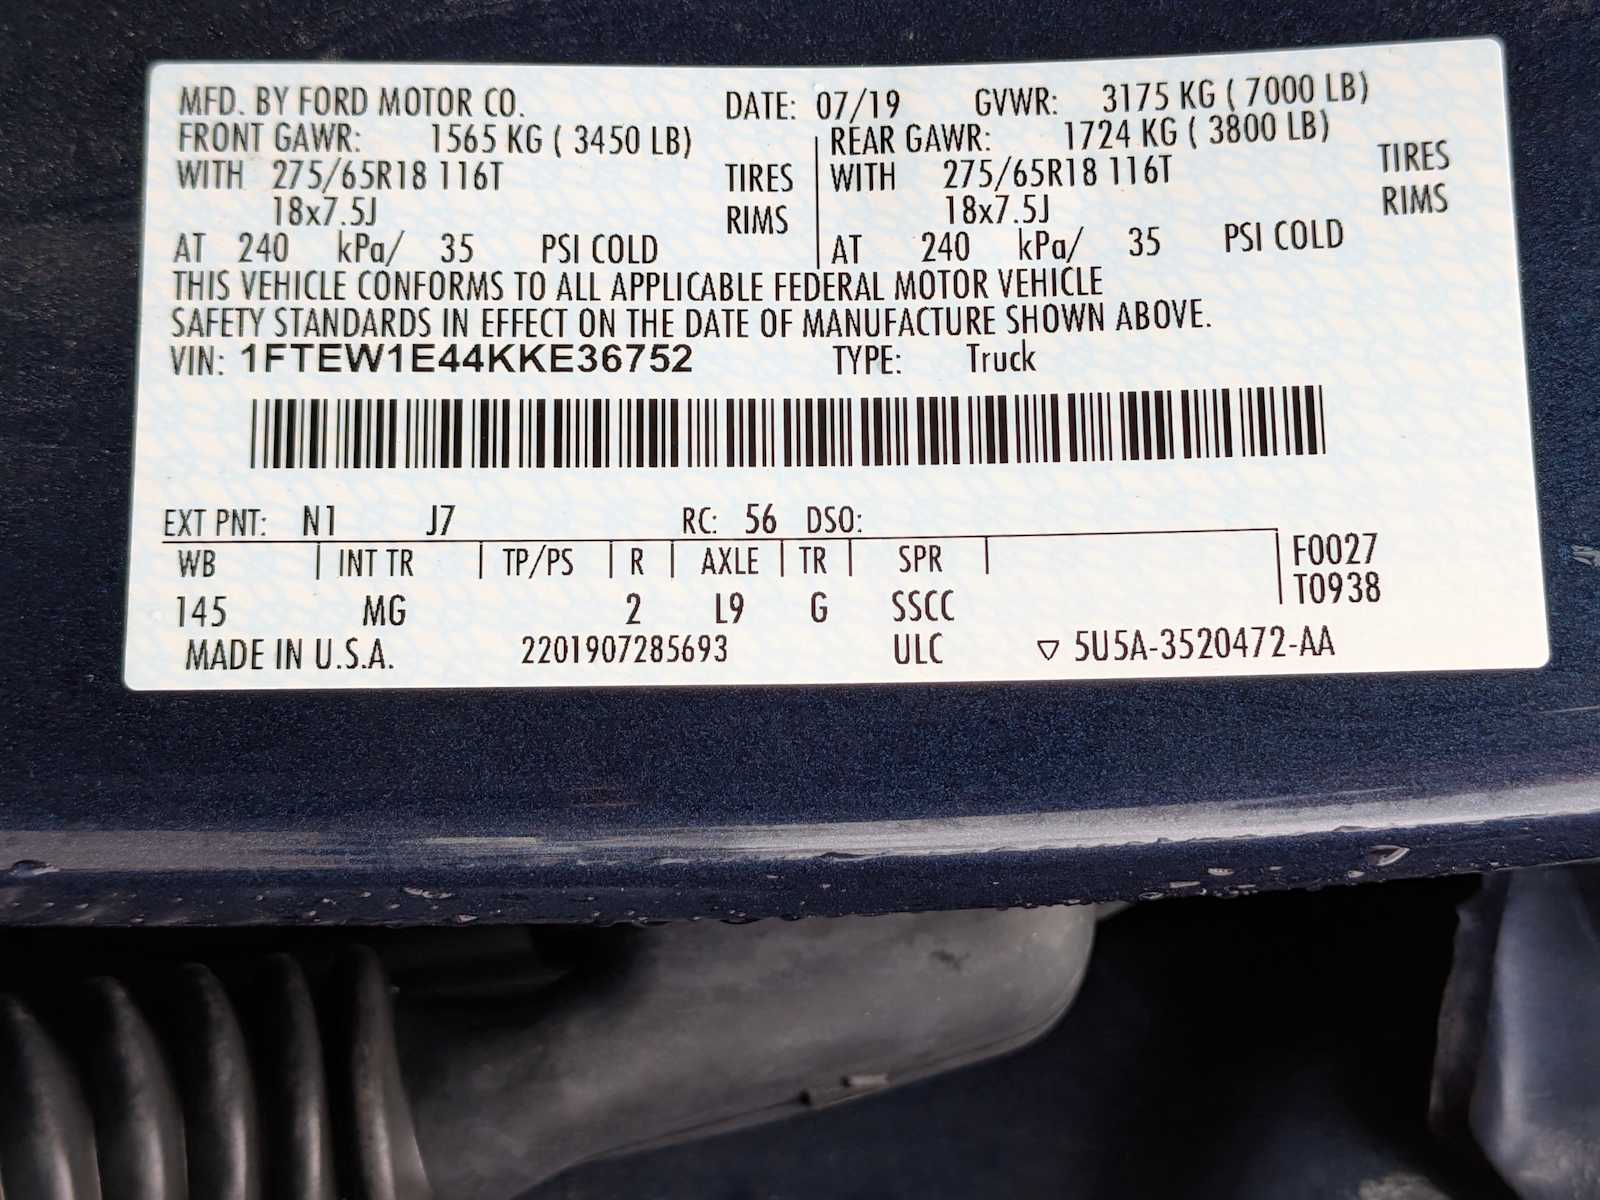 MFD. BY FORD MOTOR CO. DATE: 07/19 GVWR: 3175 KG ( 7000 LB)
FRONT GAWR: 1565 KG ( 3450 LB) REAR GAWR: 1724 KG ( 3800 LB)
WITH 275/65R18 116T TIRES WITH 275/65R18 116T TIRES
18x7.5J RIMS 18x7.5J RIMS
AT 240 kPa/ 35 PSI COLD AT 240 kPa/ 35 PSI COLD
THIS VEHICLE CONFORMS TO ALL APPLICABLE FEDERAL MOTOR VEHICLE
SAFETY STANDARDS IN EFFECT ON THE DATE OF MANUFACTURE SHOWN ABOVE.
VIN: 1FTEW1E44KKE36752 TYPE: Truck
EXT PNT: N1 J7 RC: 56 DSO:
WB INT TR TP/PS R AXLE TR SPR F0027
T0938
145 MG 2 L9 G SSCC
MADE IN U.S.A. 2201907285693 ULC ▽ 5U5A-3520472-AA